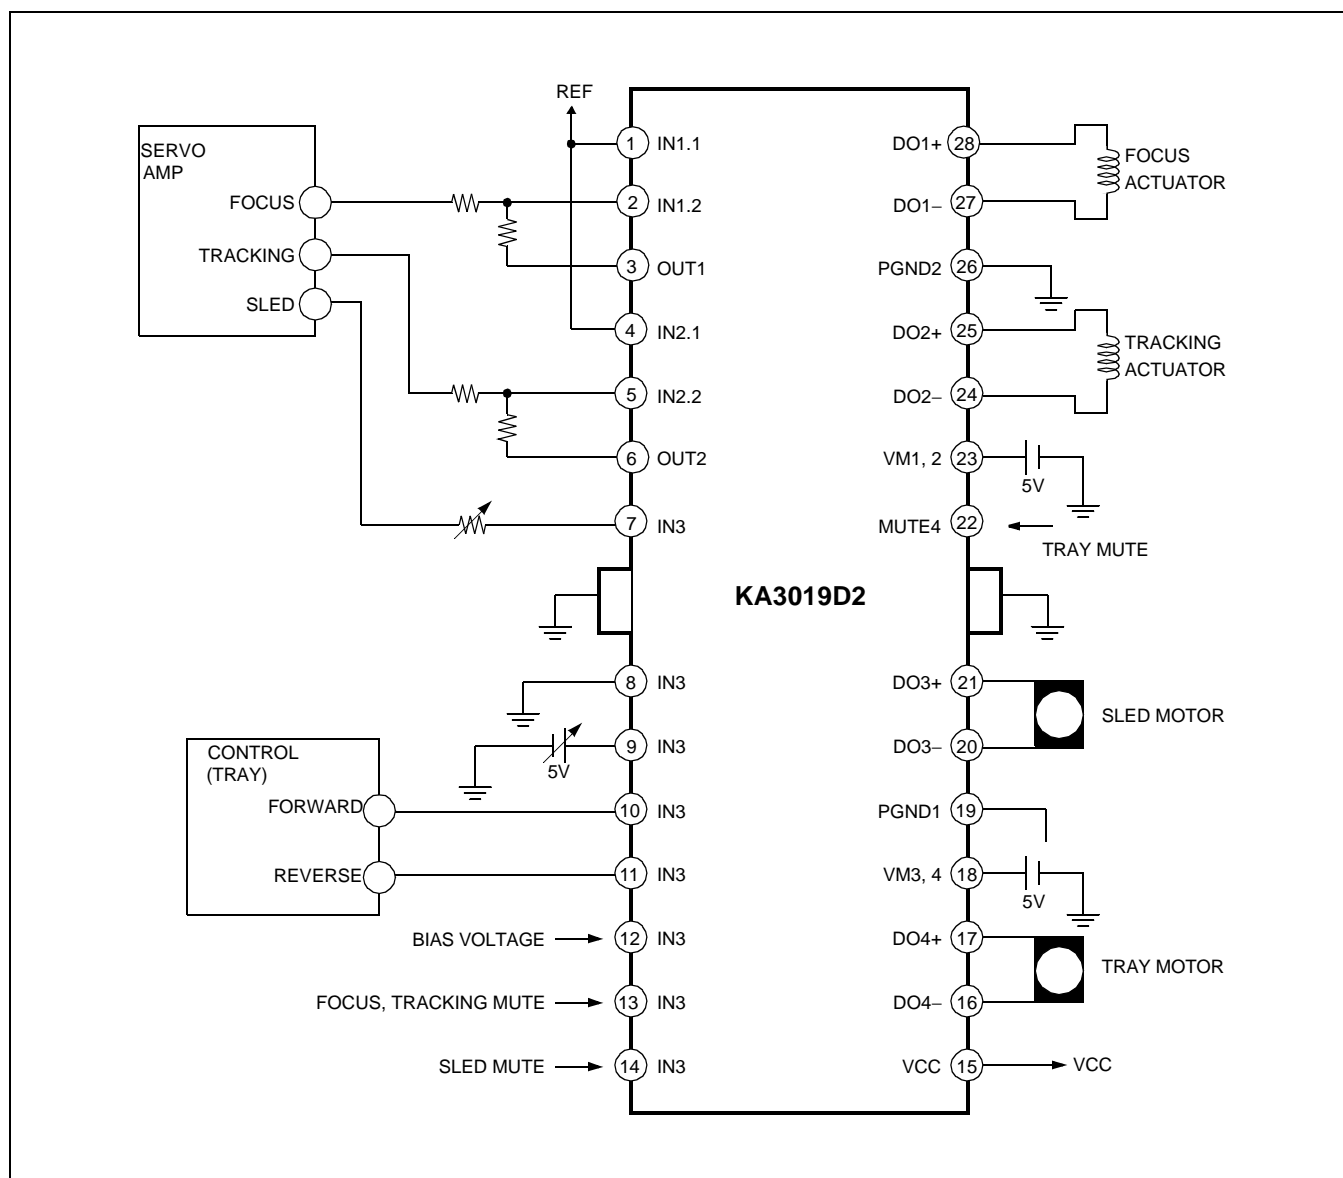 REF
SERVO
AMP
FOCUS
TRACKING
SLED
1 IN1.1
2 IN1.2
3 OUT1
4 IN2.1
5 IN2.2
6 OUT2
7 IN3
KA3019D2
8 IN3
9 IN3
5V
CONTROL
(TRAY)
FORWARD
REVERSE
10 IN3
11 IN3
BIAS VOLTAGE 12 IN3
FOCUS, TRACKING MUTE 13 IN3
SLED MUTE 14 IN3
DO1+ 28
FOCUS
ACTUATOR
DO1− 27
PGND2 26
DO2+ 25
TRACKING
ACTUATOR
DO2− 24
VM1, 2 23
5V
MUTE4 22
TRAY MUTE
DO3+ 21
SLED MOTOR
DO3− 20
PGND1 19
VM3, 4 18
5V
DO4+ 17
TRAY MOTOR
DO4− 16
VCC 15 VCC